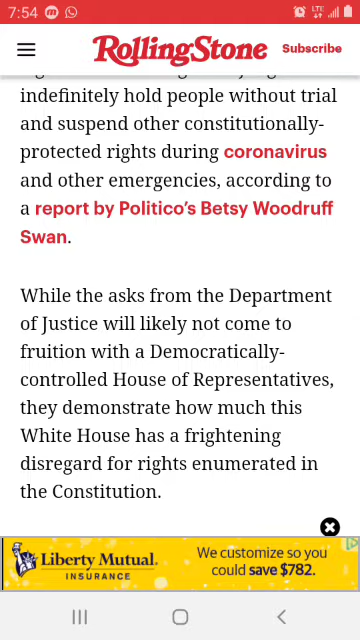 7:54 LTE
RollingStone Subscribe
indefinitely hold people without trial
and suspend other constitutionally-
protected rights during coronavirus
and other emergencies, according to
a report by Politico's Betsy Woodruff
Swan.
While the asks from the Department
of Justice will likely not come to
fruition with a Democratically-
controlled House of Representatives,
they demonstrate how much this
White House has a frightening
disregard for rights enumerated in
the Constitution.
Liberty Mutual.
INSURANCE
We customize so you
could save $782.